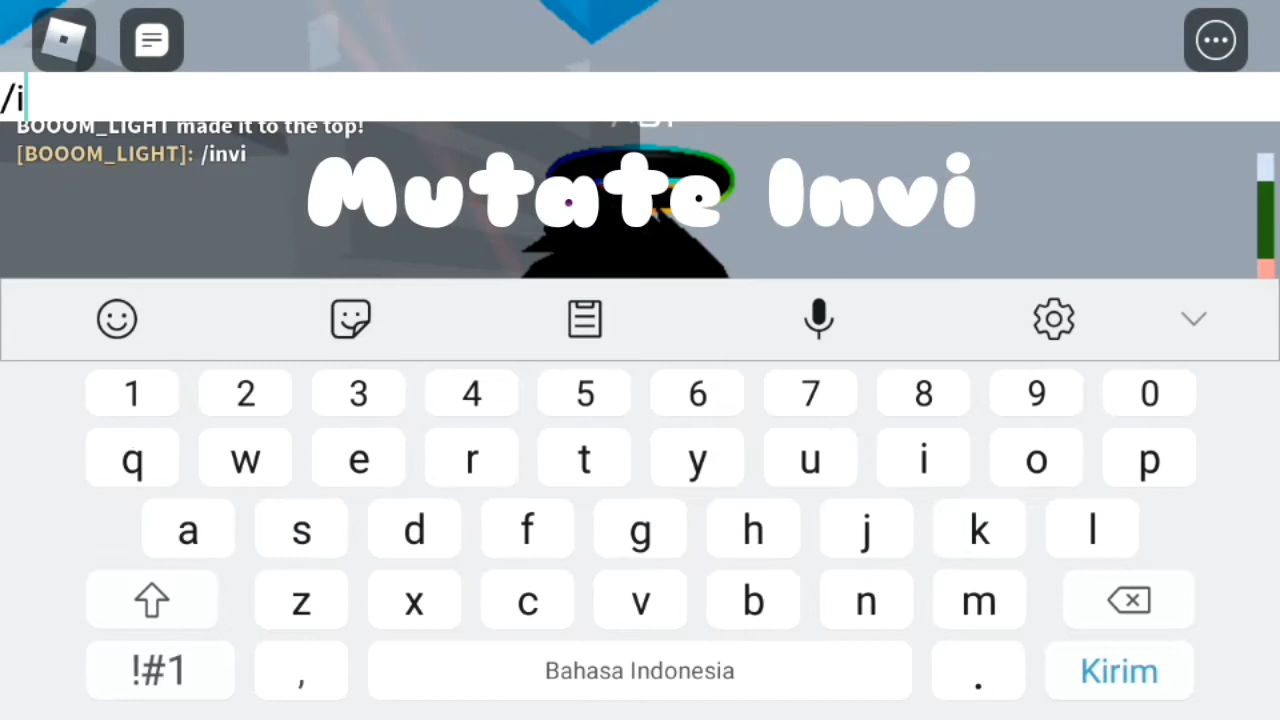 /i
BOOOM_LIGHT made it to the top!
[BOOOM_LIGHT]: /invi
Mutate Invi
1 2 3 4 5 6 7 8 9 0
q w e r t y u i o p
a s d f g h j k l
z x c v b n m
!#1 , Bahasa Indonesia . Kirim